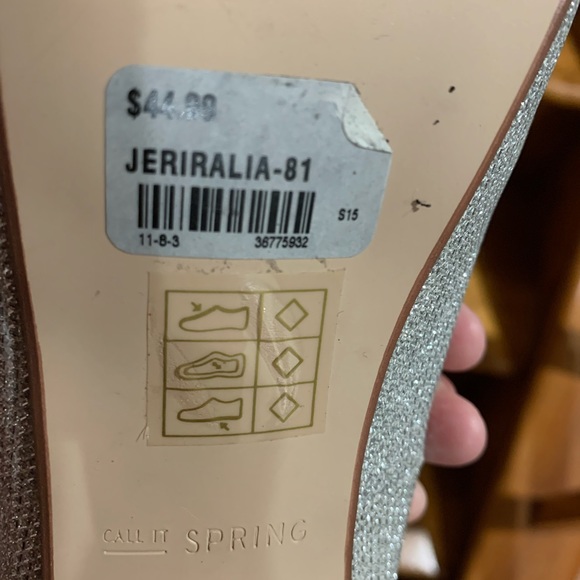 $44.99
JERIRALIA-81
S15
11-8-3 36775932
CALL IT SPRING